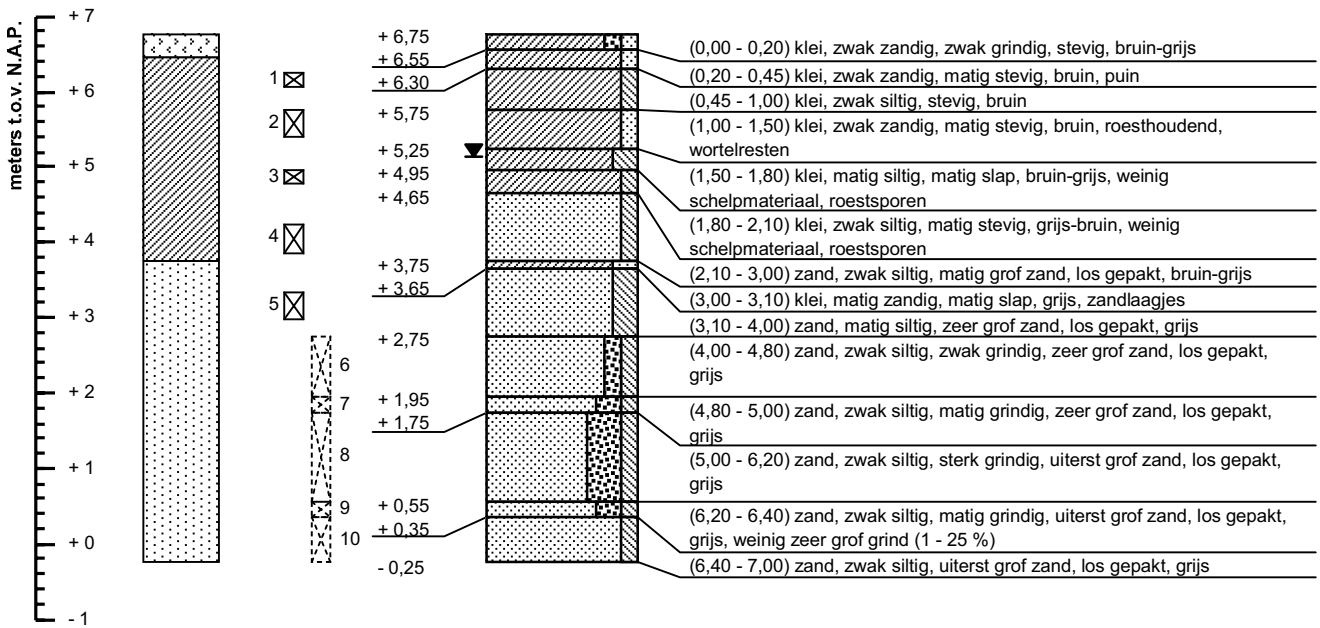 meters t.o.v. N.A.P.
+ 7
+ 6
+ 5
+ 4
+ 3
+ 2
+ 1
+ 0
- 1
1
2
3
4
5
6
7
8
9
10
+ 6,75
+ 6,55
+ 6,30
+ 5,75
+ 5,25
+ 4,95
+ 4,65
+ 3,75
+ 3,65
+ 2,75
+ 1,95
+ 1,75
+ 0,55
+ 0,35
- 0,25
(0,00 - 0,20) klei, zwak zandig, zwak grindig, stevig, bruin-grijs
(0,20 - 0,45) klei, zwak zandig, matig stevig, bruin, puin
(0,45 - 1,00) klei, zwak siltig, stevig, bruin
(1,00 - 1,50) klei, zwak zandig, matig stevig, bruin, roesthoudend,
wortelresten
(1,50 - 1,80) klei, matig siltig, matig slap, bruin-grijs, weinig
schelpmateriaal, roestsporen
(1,80 - 2,10) klei, zwak siltig, matig stevig, grijs-bruin, weinig
schelpmateriaal, roestsporen
(2,10 - 3,00) zand, zwak siltig, matig grof zand, los gepakt, bruin-grijs
(3,00 - 3,10) klei, matig zandig, matig slap, grijs, zandlaagjes
(3,10 - 4,00) zand, matig siltig, zeer grof zand, los gepakt, grijs
(4,00 - 4,80) zand, zwak siltig, zwak grindig, zeer grof zand, los gepakt,
grijs
(4,80 - 5,00) zand, zwak siltig, matig grindig, zeer grof zand, los gepakt,
grijs
(5,00 - 6,20) zand, zwak siltig, sterk grindig, uiterst grof zand, los gepakt,
grijs
(6,20 - 6,40) zand, zwak siltig, matig grindig, uiterst grof zand, los gepakt,
grijs, weinig zeer grof grind (1 - 25 %)
(6,40 - 7,00) zand, zwak siltig, uiterst grof zand, los gepakt, grijs